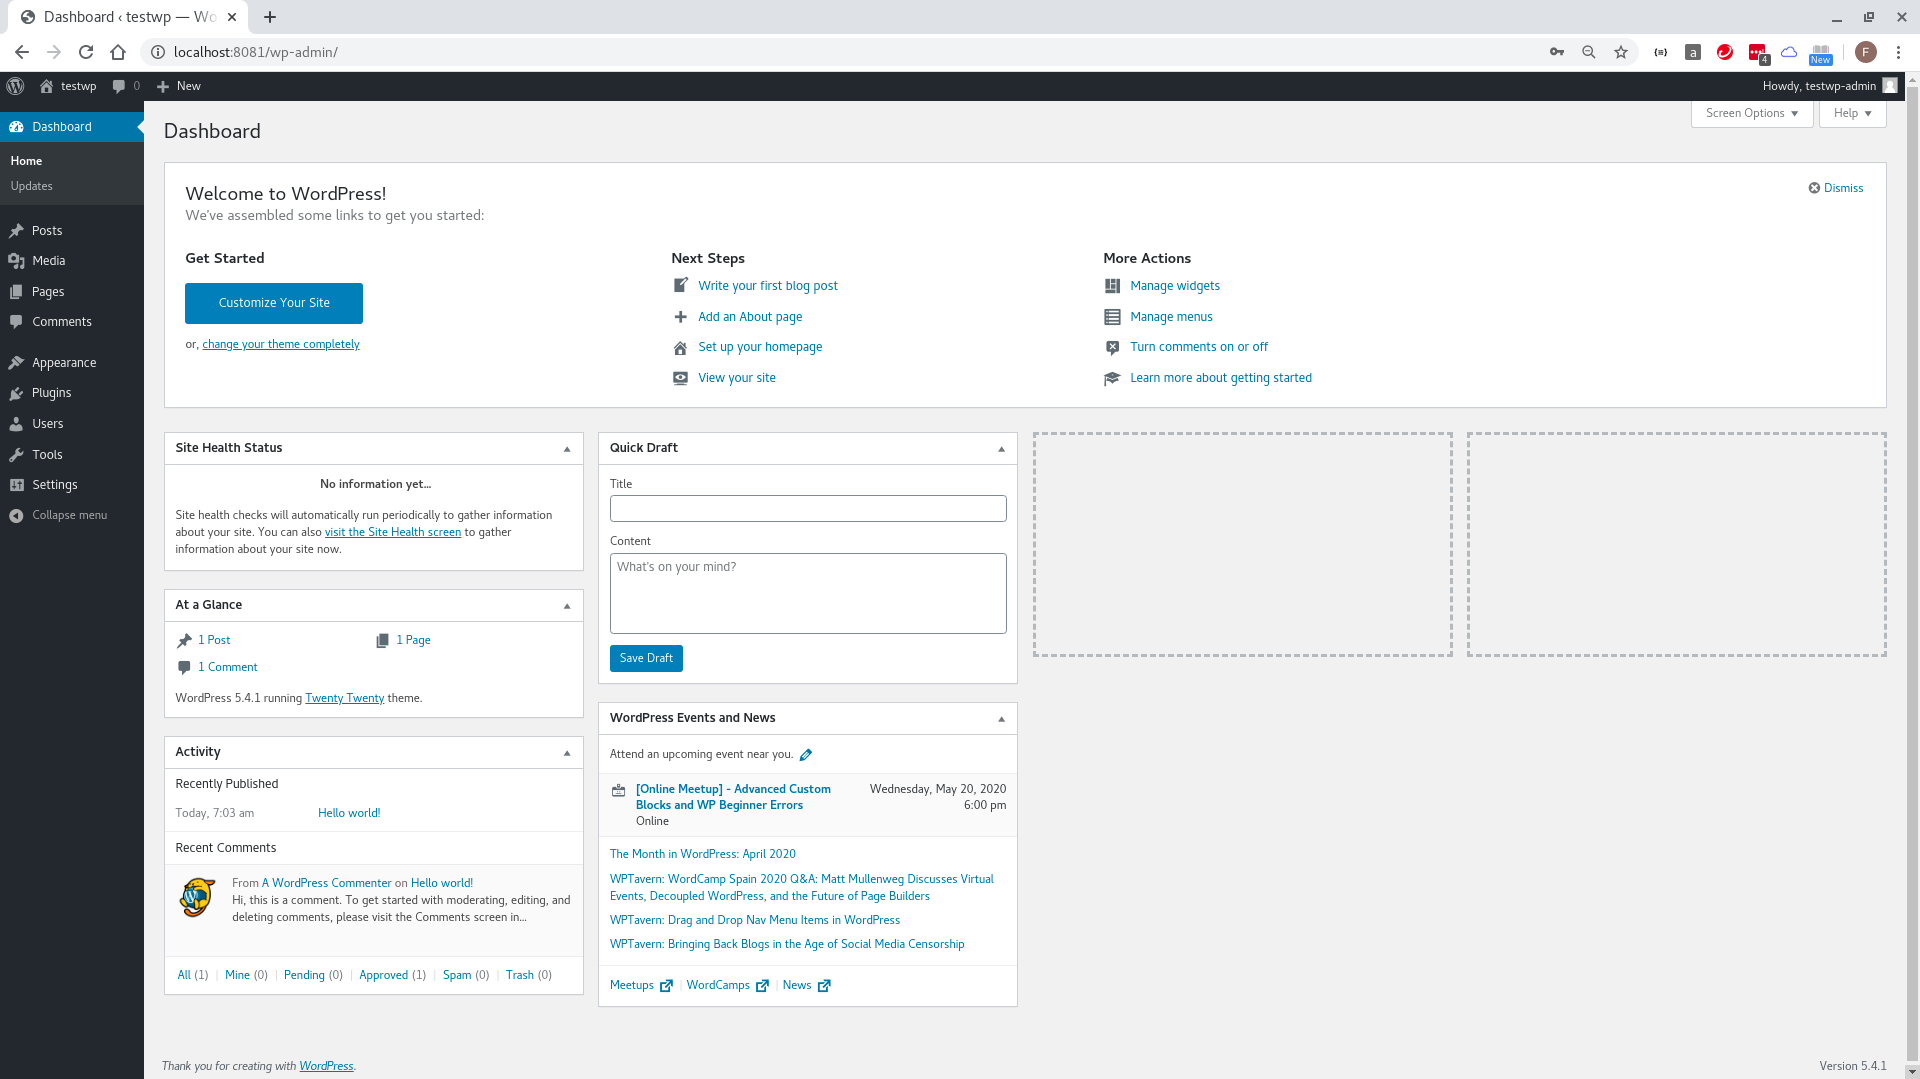 Dashboard ‹ testwp — Wo
localhost:8081/wp-admin/
4
New
F
testwp
0
New
Howdy, testwp-admin
Dashboard
Home
Updates
Posts
Media
Pages
Comments
Appearance
Plugins
Users
Tools
Settings
Collapse menu
Dashboard
Screen Options
Help
Welcome to WordPress!
We've assembled some links to get you started:
Dismiss
Get Started
Customize Your Site
or, change your theme completely
Next Steps
Write your first blog post
Add an About page
Set up your homepage
View your site
More Actions
Manage widgets
Manage menus
Turn comments on or off
Learn more about getting started
Site Health Status
No information yet…
Site health checks will automatically run periodically to gather information
about your site. You can also visit the Site Health screen to gather
information about your site now.
At a Glance
1 Post
1 Page
1 Comment
WordPress 5.4.1 running Twenty Twenty theme.
Activity
Recently Published
Today, 7:03 am Hello world!
Recent Comments
From A WordPress Commenter on Hello world!
Hi, this is a comment. To get started with moderating, editing, and
deleting comments, please visit the Comments screen in…
All (1) | Mine (0) | Pending (0) | Approved (1) | Spam (0) | Trash (0)
Quick Draft
Title
Content
What's on your mind?
Save Draft
WordPress Events and News
Attend an upcoming event near you.
[Online Meetup] - Advanced Custom
Blocks and WP Beginner Errors
Online
Wednesday, May 20, 2020
6:00 pm
The Month in WordPress: April 2020
WPTavern: WordCamp Spain 2020 Q&A: Matt Mullenweg Discusses Virtual
Events, Decoupled WordPress, and the Future of Page Builders
WPTavern: Drag and Drop Nav Menu Items in WordPress
WPTavern: Bringing Back Blogs in the Age of Social Media Censorship
Meetups | WordCamps | News
Thank you for creating with WordPress.
Version 5.4.1